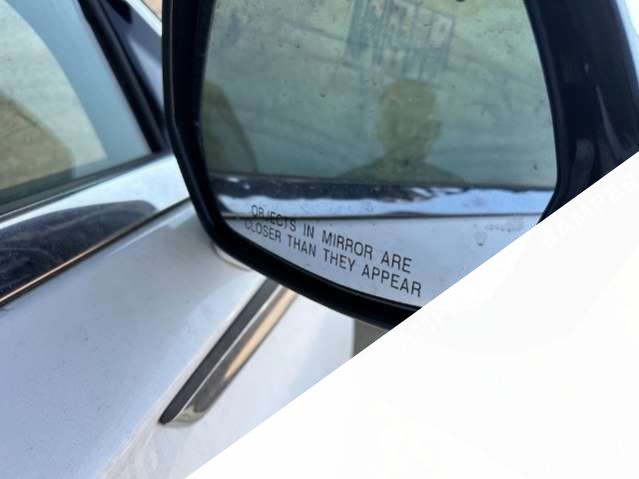 OBJECTS IN MIRROR ARE
CLOSER THAN THEY APPEAR